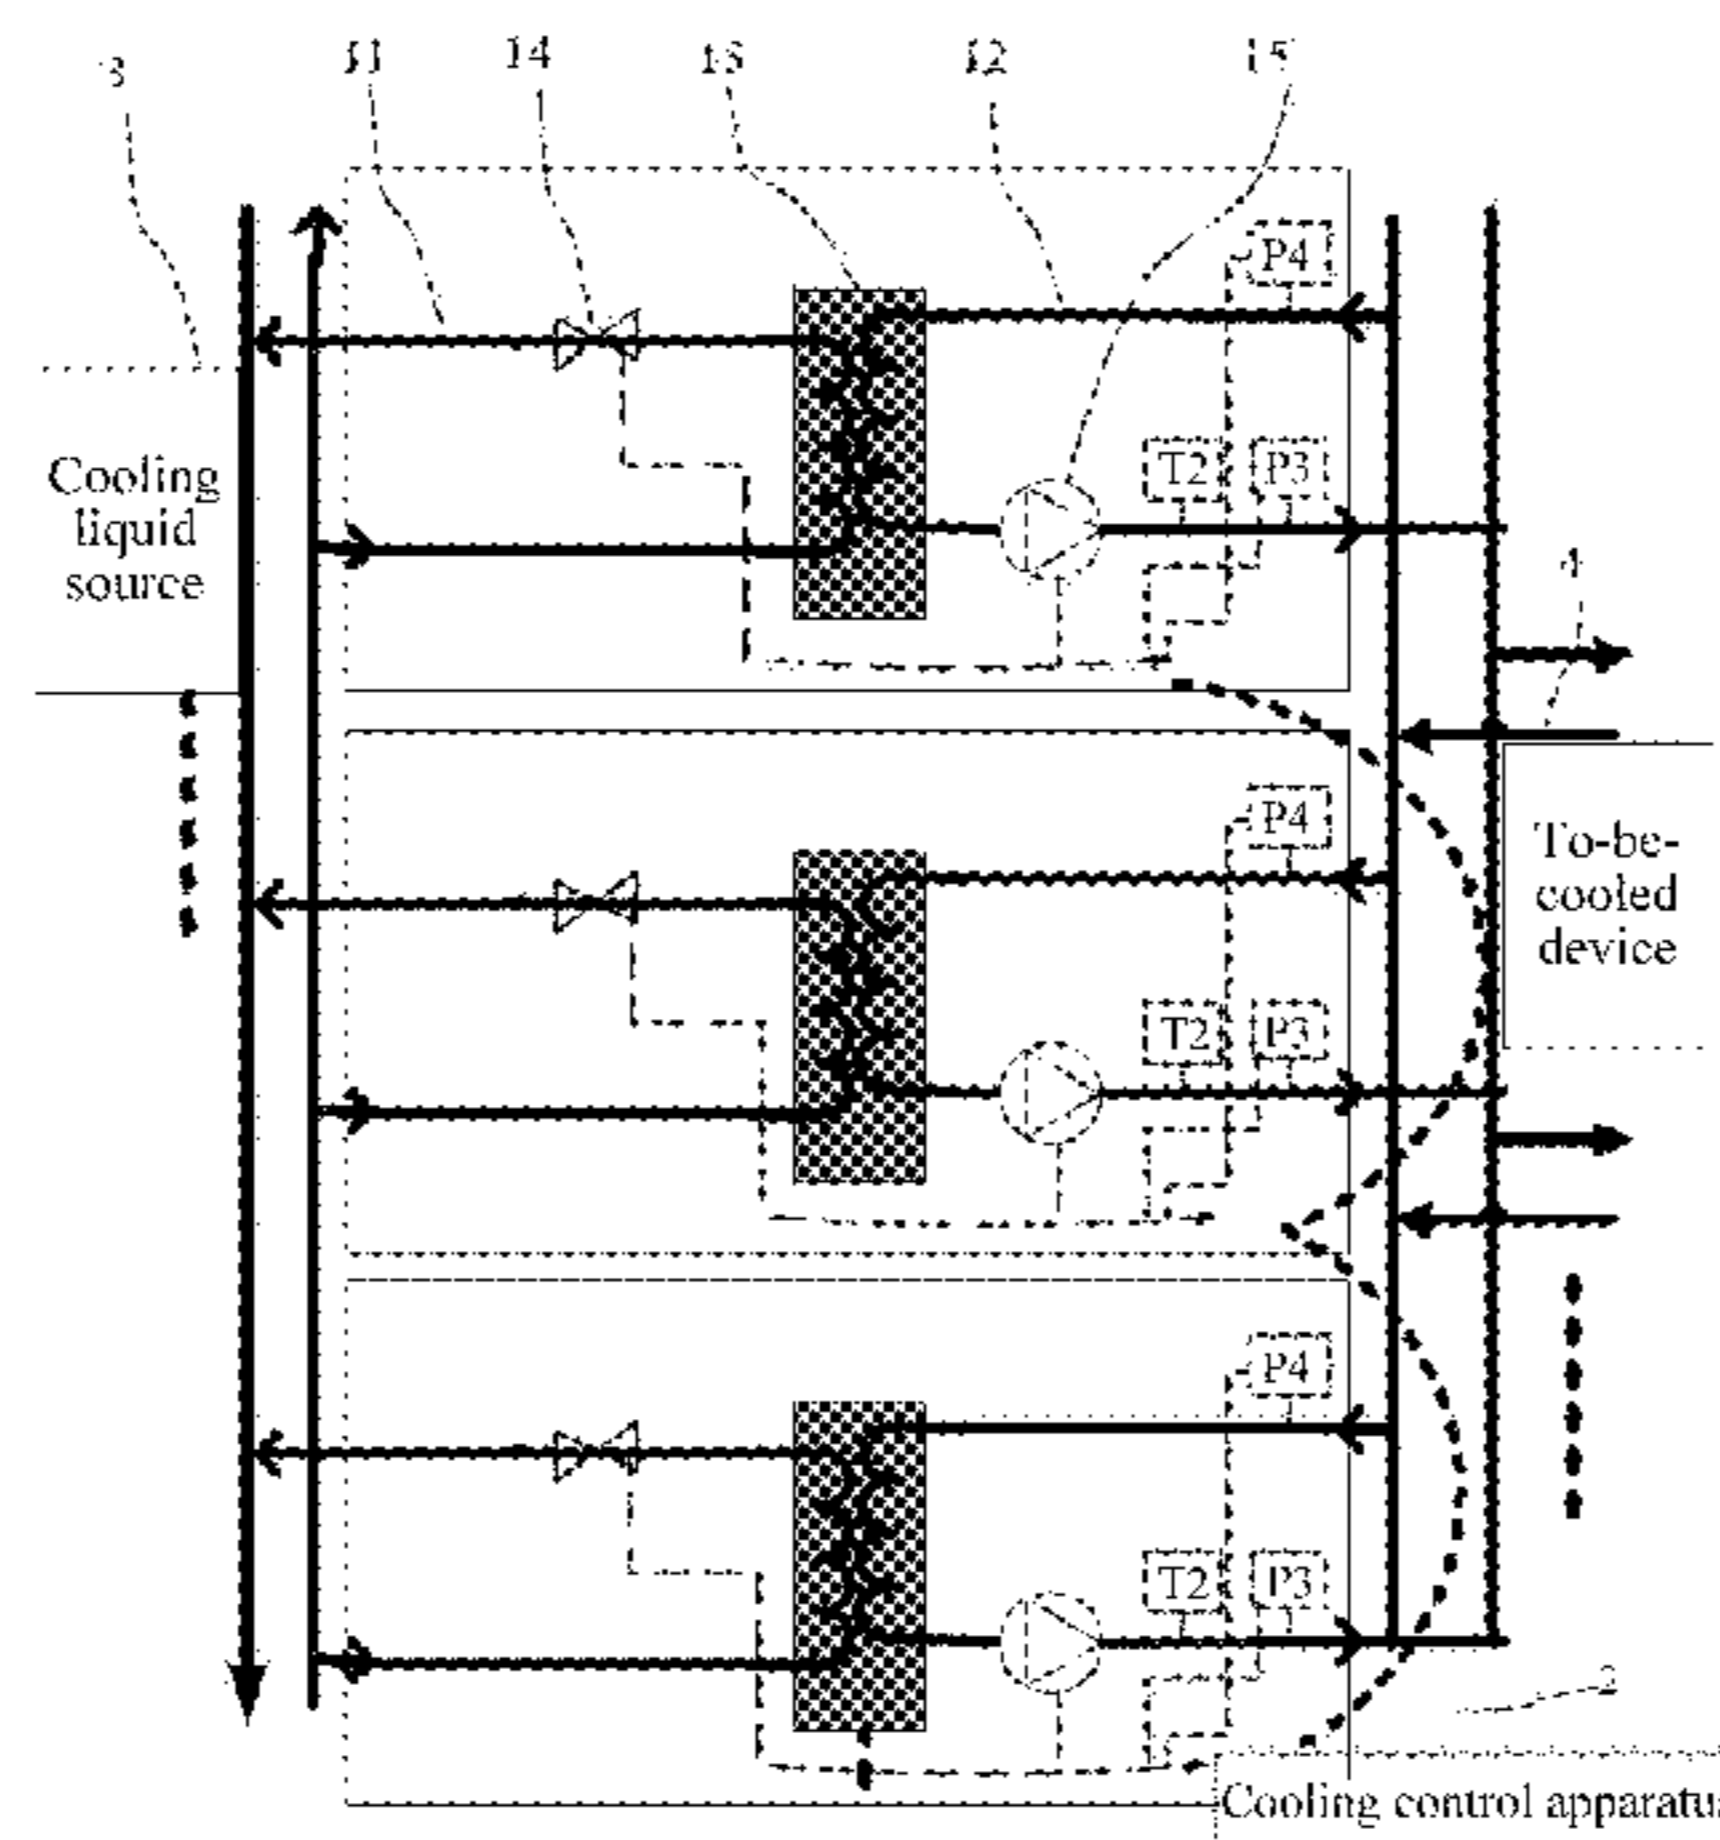 3 11 14 16 12 15
P4
T2 P3
Cooling
liquid
source
4
P4
To-be-
cooled
device
T2 P3
P4
T2 P3
2
Cooling control apparatu